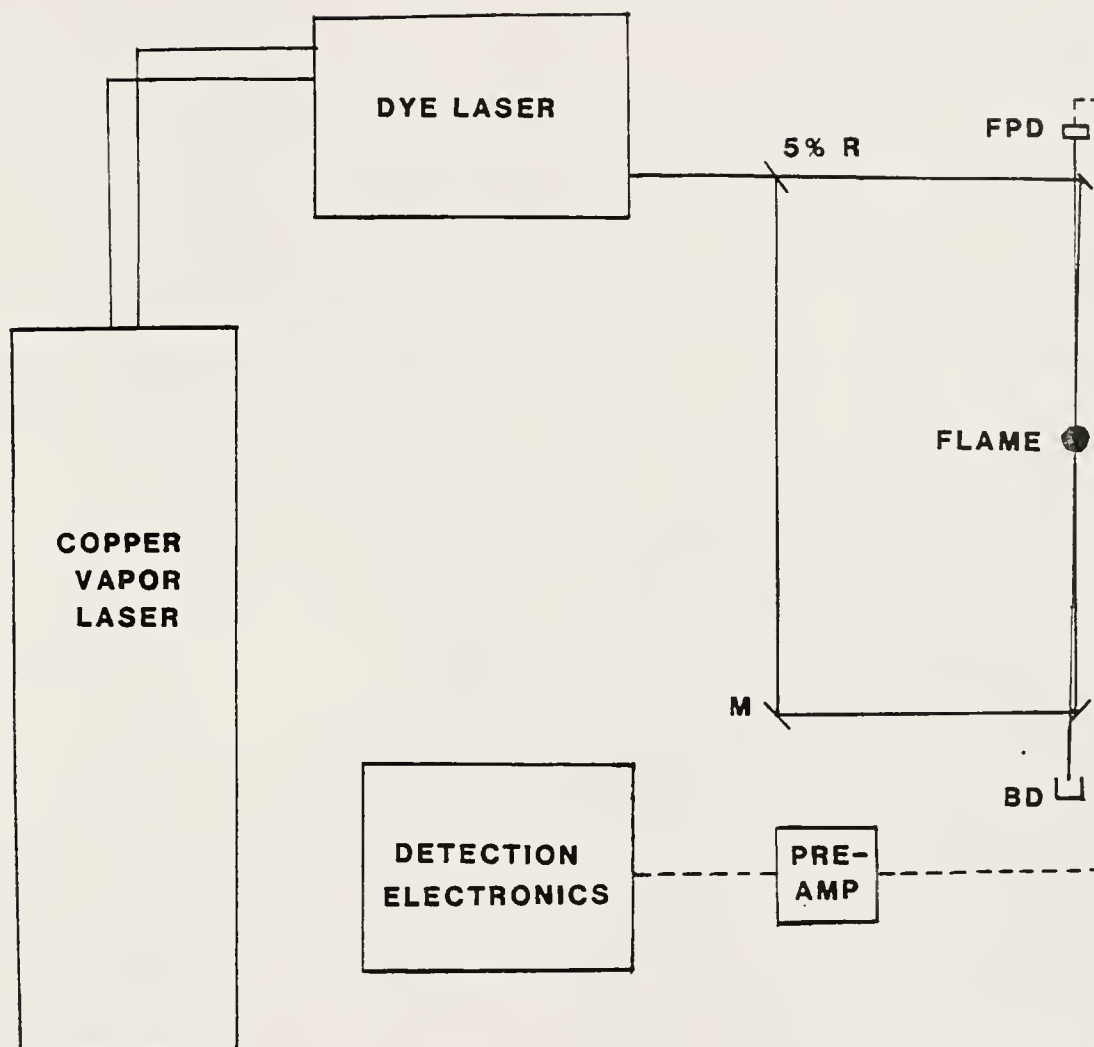 DYE LASER
FPD
5% R
FLAME
COPPER
VAPOR
LASER
M
BD
DETECTION
ELECTRONICS
PRE-
AMP